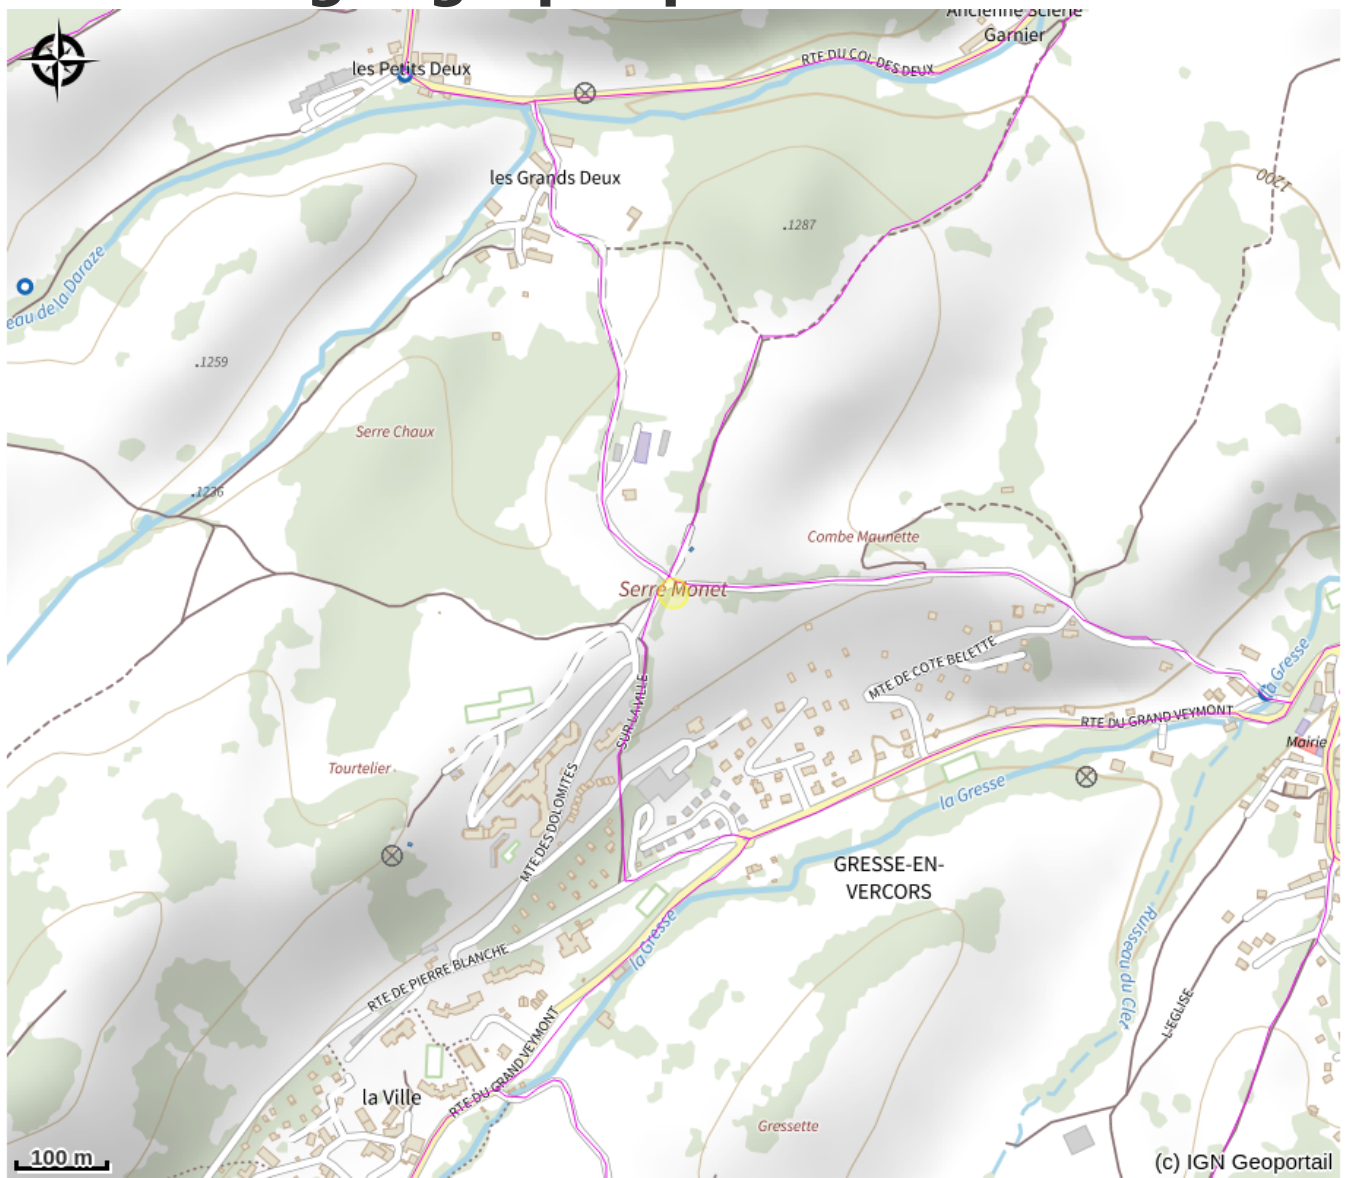 Ancienne Scierie
Garnier
les Petits Deux
RTE DU COL DES DEUX
les Grands Deux
1200
.1287
eau de la Daraze
.1259
Serre Chaux
.1236
Combe Maunette
Serre Monet
MTE DE COTE BELETTE
la Gresse
SUR LA VILLE
RTE DU GRAND VEYMONT
Mairie
Tourtelier
MTE DES DOLOMITES
la Gresse
GRESSE-EN-
VERCORS
la Gresse
Ruisseau du Clet
RTE DE PIERRE BLANCHE
L'EGLISE
RTE DU GRAND VEYMONT
la Ville
Gressette
100 m
(c) IGN Geoportail